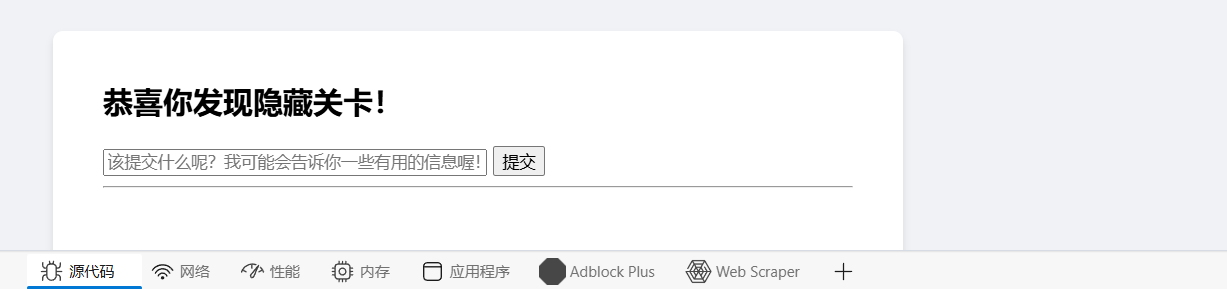 恭喜你发现隐藏关卡！
该提交什么呢？我可能会告诉你一些有用的信息喔！ 提交
源代码 网络 性能 内存 应用程序 Adblock Plus Web Scraper